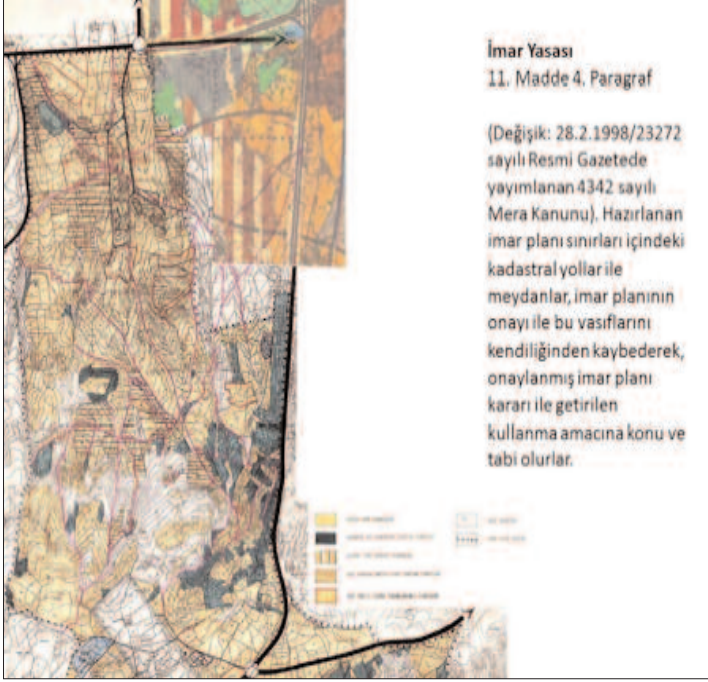 İmar Yasası
11. Madde 4. Paragraf
(Değişik: 28.2.1998/23272
sayılı Resmi Gazetede
yayımlanan 4342 sayılı
Mera Kanunu). Hazırlanan
imar planı sınırları içindeki
kadastral yollar ile
meydanlar, imar planının
onayı ile bu vasıflarını
kendiliğinden kaybederek,
onaylanmış imar planı
kararı ile getirilen
kullanma amacına konu ve
tabi olurlar.